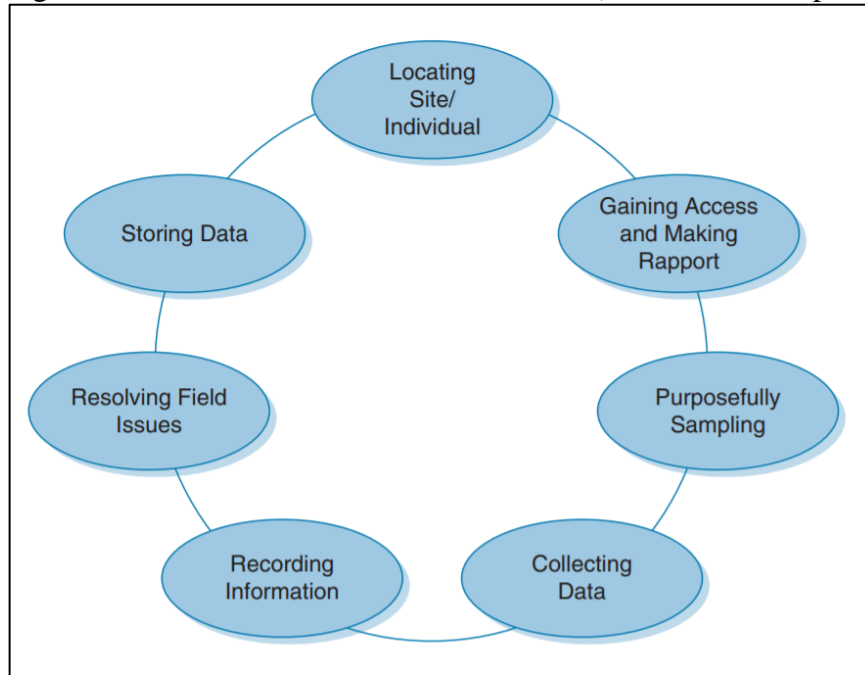 Locating
Site/
Individual
Gaining Access
and Making
Rapport
Purposefully
Sampling
Collecting
Data
Recording
Information
Resolving Field
Issues
Storing Data